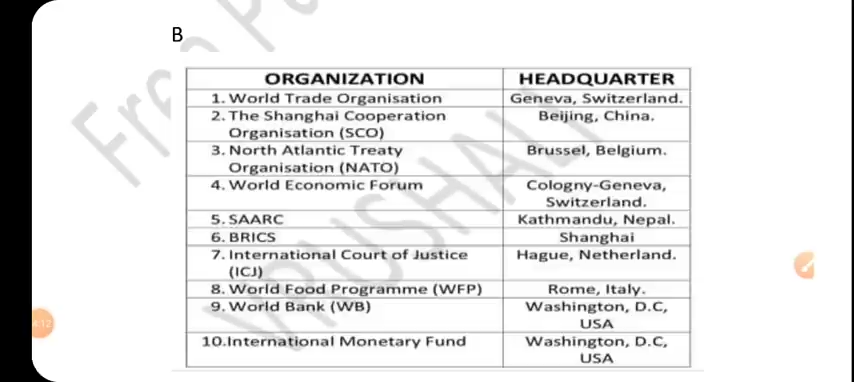 B
ORGANIZATION HEADQUARTER
1. World Trade Organisation Geneva, Switzerland.
2. The Shanghai Cooperation Beijing, China.
Organisation (SCO)
3. North Atlantic Treaty Brussel, Belgium.
Organisation (NATO)
4. World Economic Forum Cologny-Geneva,
Switzerland.
5. SAARC Kathmandu, Nepal.
6. BRICS Shanghai
7. International Court of Justice Hague, Netherland.
(ICJ)
8. World Food Programme (WFP) Rome, Italy.
9. World Bank (WB) Washington, D.C,
USA
10.International Monetary Fund Washington, D.C,
USA